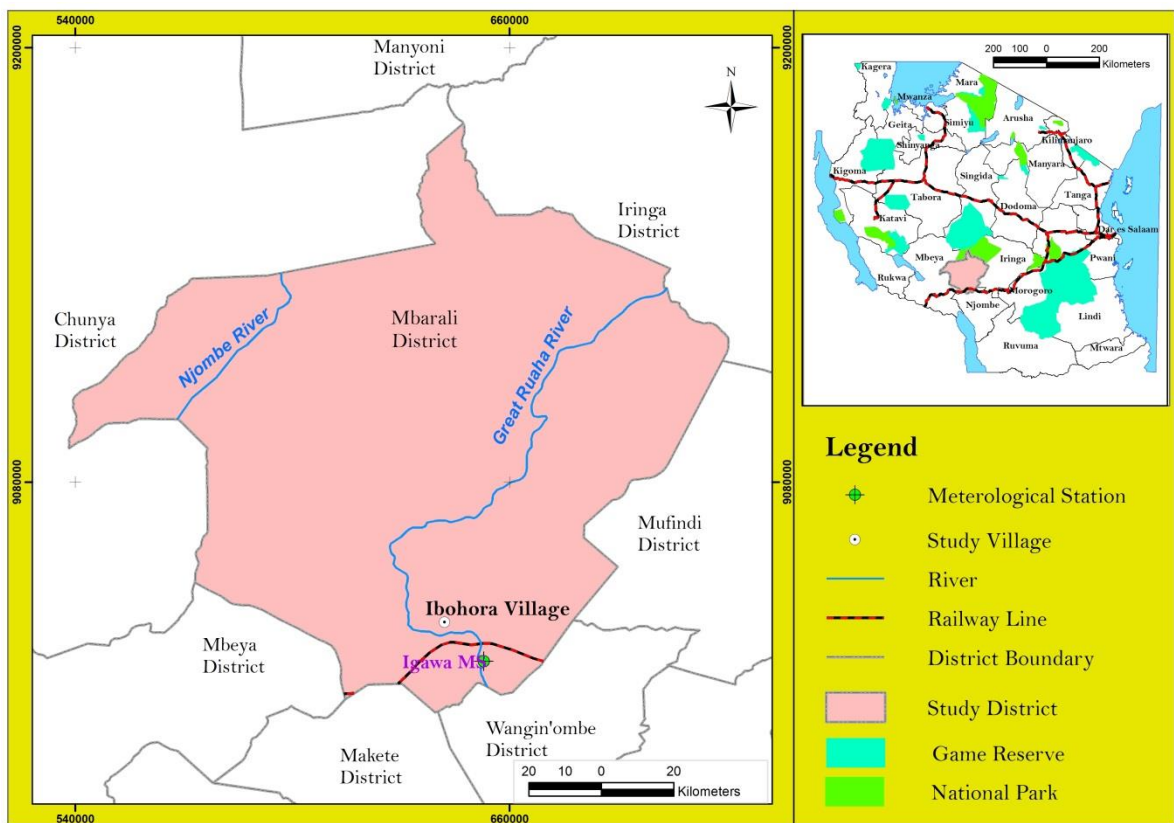 540000
660000
9200000
9200000
Manyoni
District
N
Iringa
District
Chunya
District
Njombe River
Mbarali
District
Great Ruaha River
9080000
9080000
Mufindi
District
Ibohora Village
Mbeya
District
Igawa M
Wangin'ombe
District
Makete
District
20 10 0 20
Kilometers
540000
660000
200 100 0 200
Kilometers
Kagera
Mara
Mwanza
Geita
Simiyu
Arusha
Shinyanga
Kilimanjaro
Manyara
Kigoma
Singida
Tabora
Tanga
Dodoma
Katavi
Dar es Salaam
Mbeya
Iringa
Pwani
Rukwa
Morogoro
Njombe
Lindi
Ruvuma
Mtwara
Legend
Meterological Station
Study Village
River
Railway Line
District Boundary
Study District
Game Reserve
National Park